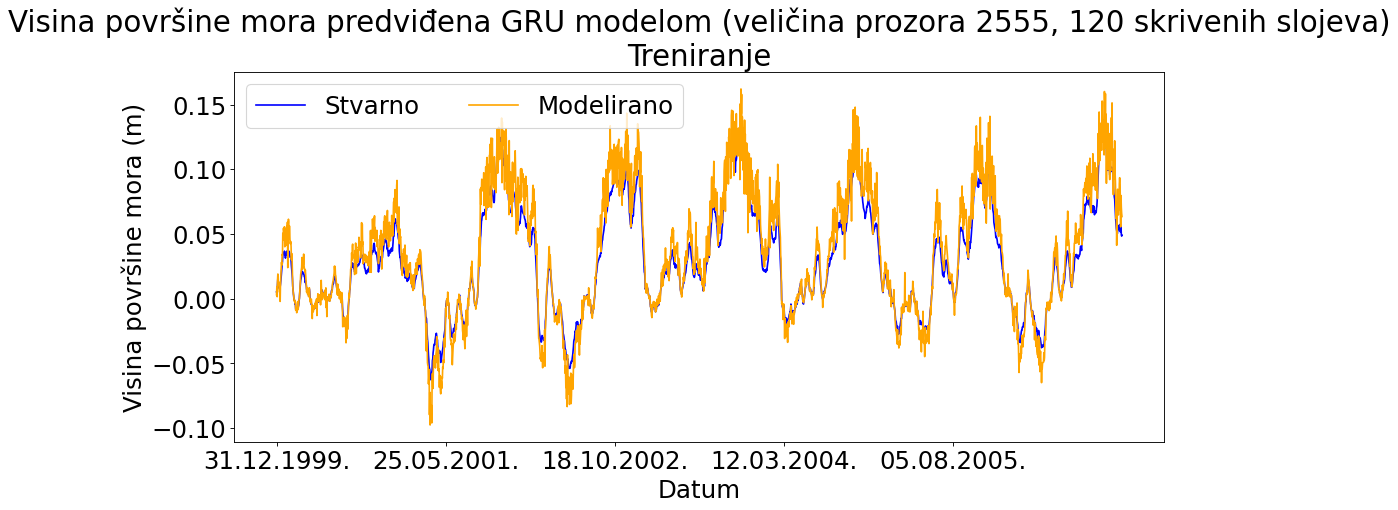 Visina površine mora predviđena GRU modelom (veličina prozora 2555, 120 skrivenih slojeva)
Treniranje
Stvarno
Modelirano
Visina površine mora (m)
0.15
0.10
0.05
0.00
−0.05
−0.10
31.12.1999.
25.05.2001.
18.10.2002.
12.03.2004.
05.08.2005.
Datum